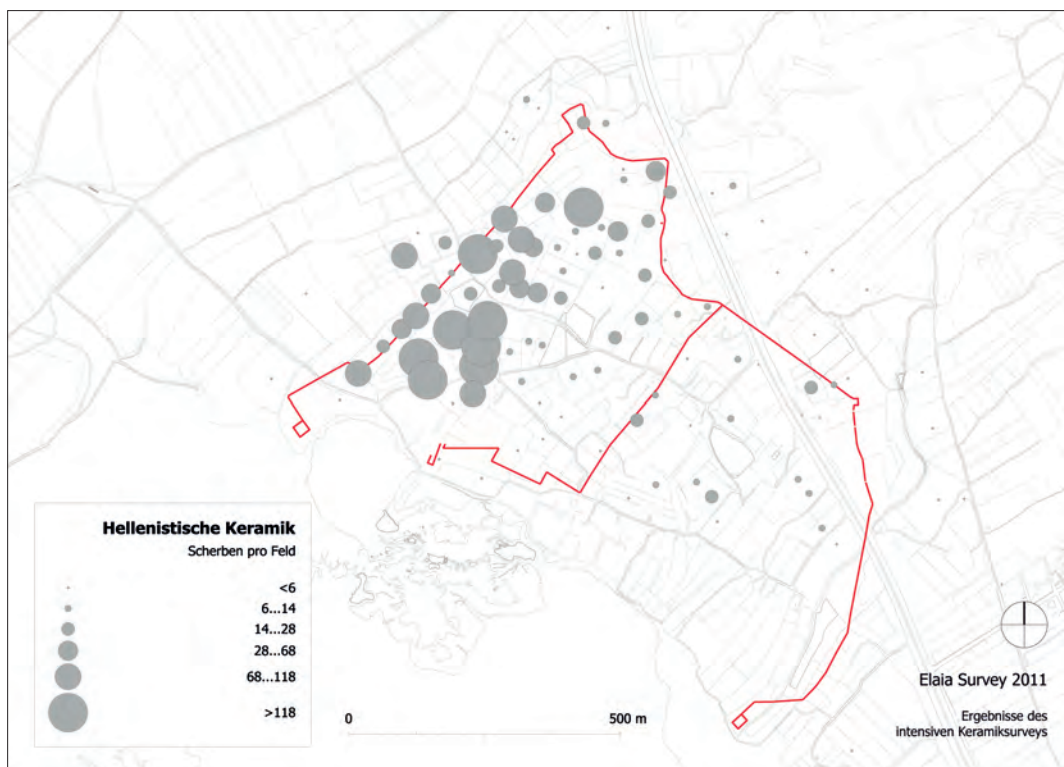 Hellenistische Keramik
Scherben pro Feld
<6
6...14
14...28
28...68
68...118
>118
0
500 m
Elaia Survey 2011
Ergebnisse des
intensiven Keramiksurveys